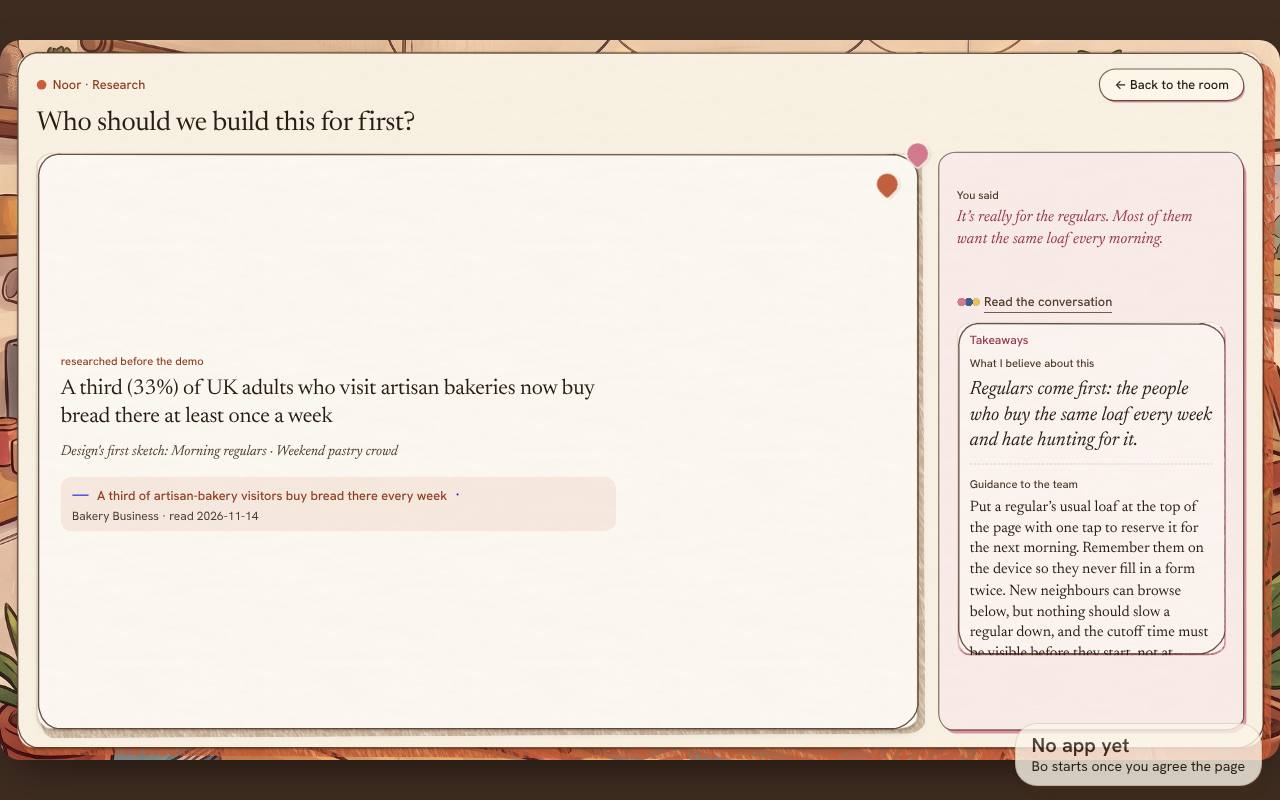 Noor · Research
← Back to the room
Who should we build this for first?
researched before the demo
A third (33%) of UK adults who visit artisan bakeries now buy
bread there at least once a week
Design's first sketch: Morning regulars · Weekend pastry crowd
— A third of artisan-bakery visitors buy bread there every week ·
Bakery Business · read 2026-11-14
You said
It's really for the regulars. Most of them
want the same loaf every morning.
Read the conversation
Takeaways
What I believe about this
Regulars come first: the people
who buy the same loaf every week
and hate hunting for it.
Guidance to the team
Put a regular's usual loaf at the top of
the page with one tap to reserve it for
the next morning. Remember them on
the device so they never fill in a form
twice. New neighbours can browse
below, but nothing should slow a
regular down, and the cutoff time must
be visible before they start, not at
No app yet
Bo starts once you agree the page